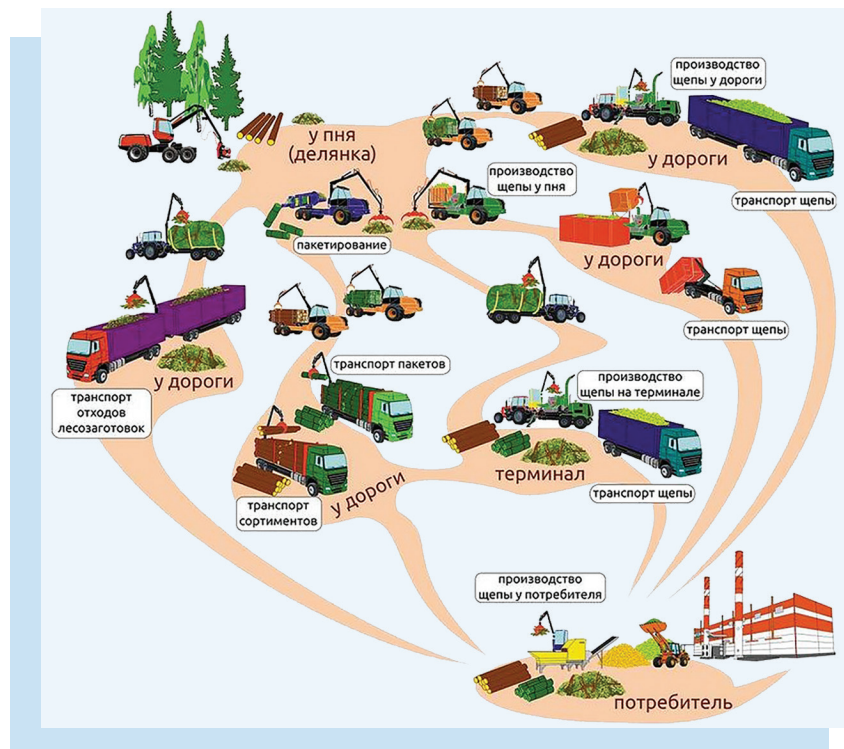 производство
щепы у дороги
у пня
(делянка)
у дороги
производство
щепы у пня
транспорт щепы
пакетирование
у дороги
транспорт щепы
транспорт пакетов
у дороги
производство
щепы на терминале
транспорт
отходов
лесозаготовок
терминал
у дороги
транспорт щепы
транспорт
сортиментов
производство
щепы у потребителя
потребитель